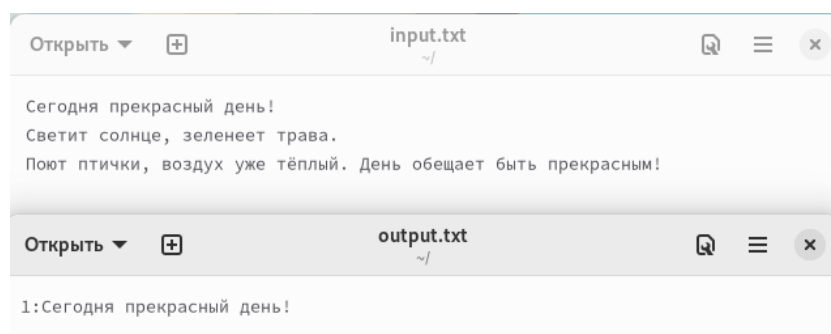 Открыть
input.txt
~/
Сегодня прекрасный день!
Светит солнце, зеленеет трава.
Поют птички, воздух уже тёплый. День обещает быть прекрасным!
Открыть
output.txt
~/
1:Сегодня прекрасный день!